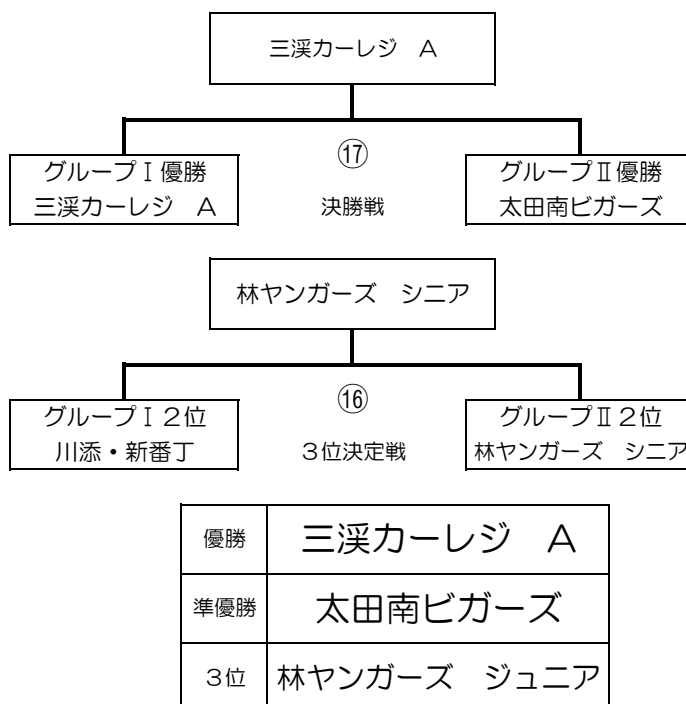 三渓カーレジ A
⑰
グループⅠ優勝
三渓カーレジ A
決勝戦
グループⅡ優勝
太田南ビガーズ
林ヤンガーズ シニア
⑯
グループⅠ2位
川添・新番丁
3位決定戦
グループⅡ2位
林ヤンガーズ シニア
優勝 三渓カーレジ A
準優勝 太田南ビガーズ
3位 林ヤンガーズ ジュニア